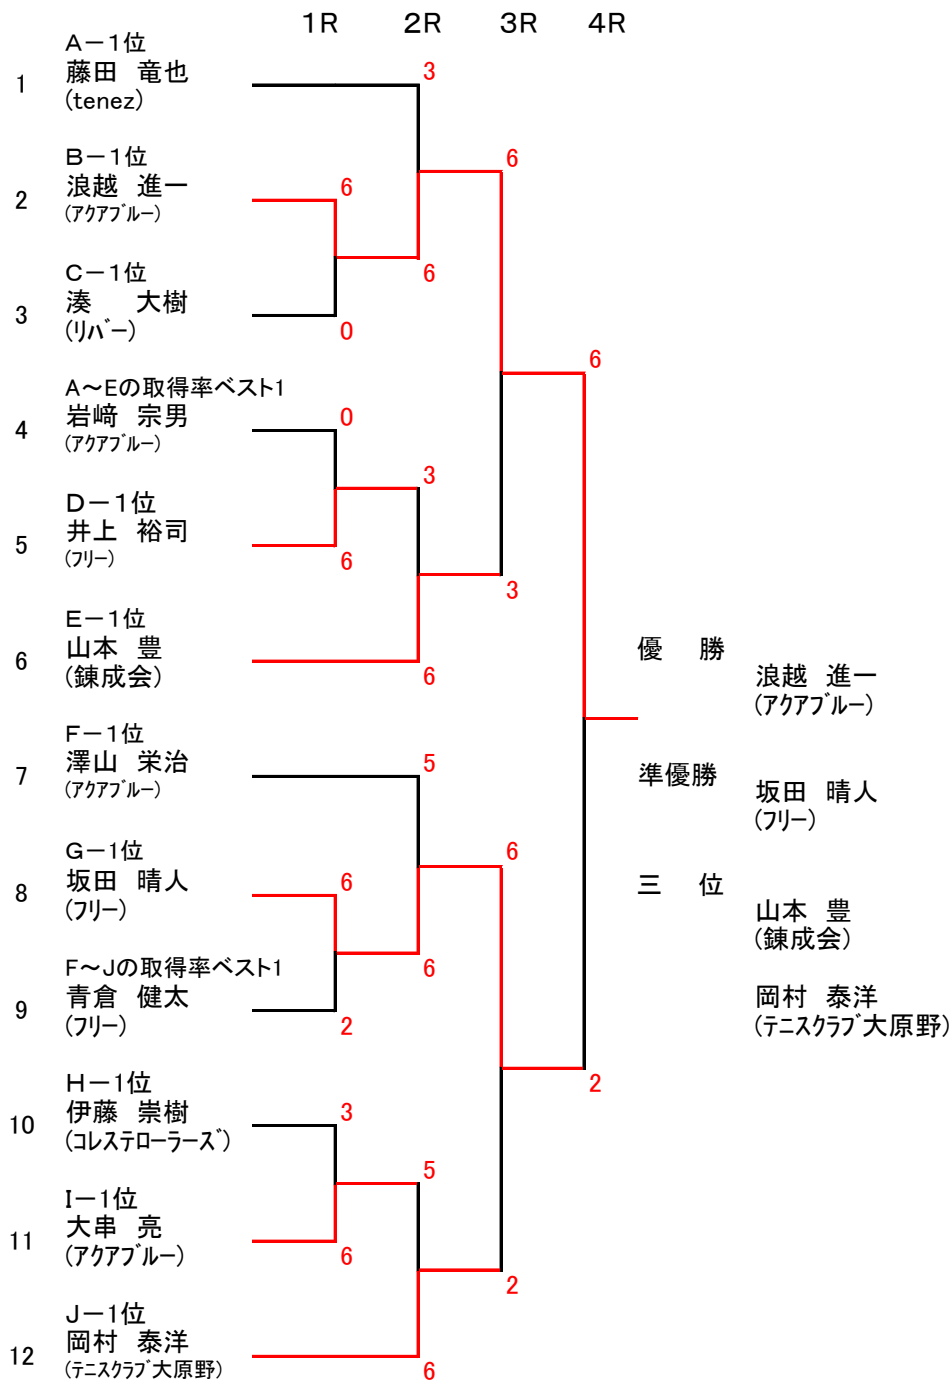 1R 2R 3R 4R
A－1位
1 藤田 竜也 3
(tenez)
B－1位 6
2 浪越 進一 6
(ｱｸｱﾌﾞﾙｰ)
C－1位 6
3 湊 大樹
(ﾘﾊﾞｰ) 0
6
A～Eの取得率ベスト1
4 岩﨑 宗男 0
(ｱｸｱﾌﾞﾙｰ)
3
D－1位
5 井上 裕司
(ﾌﾘｰ) 6
3
E－1位
6 山本 豊 優 勝
(錬成会) 6
浪越 進一
(ｱｸｱﾌﾞﾙｰ)
F－1位
7 澤山 栄治 5 準優勝
(ｱｸｱﾌﾞﾙｰ)
坂田 晴人
(ﾌﾘｰ)
G－1位 6
8 坂田 晴人 6 三 位
(ﾌﾘｰ)
山本 豊
(錬成会)
F～Jの取得率ベスト1 6
9 青倉 健太
(ﾌﾘｰ) 2
岡村 泰洋
(ﾃﾆｽｸﾗﾌﾞ大原野)
H－1位 2
10 伊藤 崇樹 3
(ｺﾚｽﾃﾛｰﾗｰｽﾞ)
5
I－1位
11 大串 亮
(ｱｸｱﾌﾞﾙｰ) 6
2
J－1位
12 岡村 泰洋
(ﾃﾆｽｸﾗﾌﾞ大原野) 6